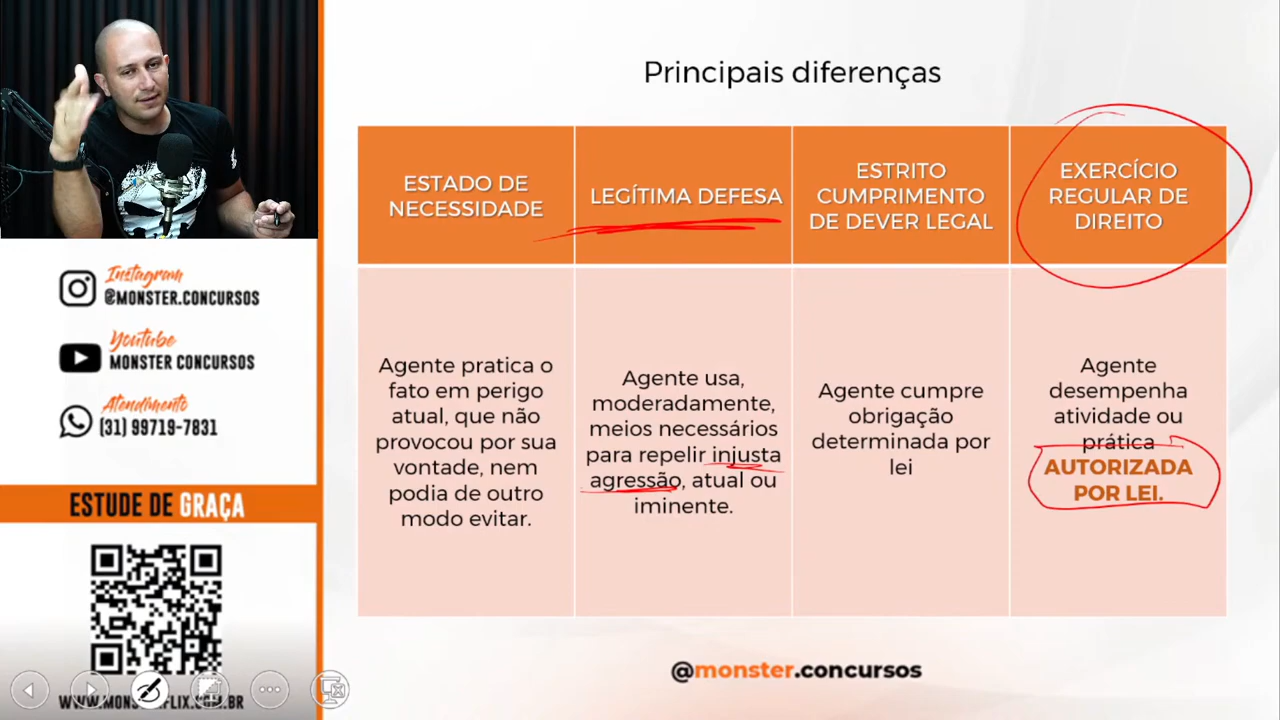 Principais diferenças
ESTADO DE
NECESSIDADE
LEGÍTIMA DEFESA
ESTRITO
CUMPRIMENTO
DE DEVER LEGAL
EXERCÍCIO
REGULAR DE
DIREITO
Agente pratica o
fato em perigo
atual, que não
provocou por sua
vontade, nem
podia de outro
modo evitar.
Agente usa,
moderadamente,
meios necessários
para repelir injusta
agressão, atual ou
iminente.
Agente cumpre
obrigação
determinada por
lei
Agente
desempenha
atividade ou
prática
AUTORIZADA
POR LEI.
@monster.concursos
Instagram
@MONSTER.CONCURSOS
Youtube
MONSTER CONCURSOS
Atendimento
(31) 99719-7831
ESTUDE DE GRAÇA